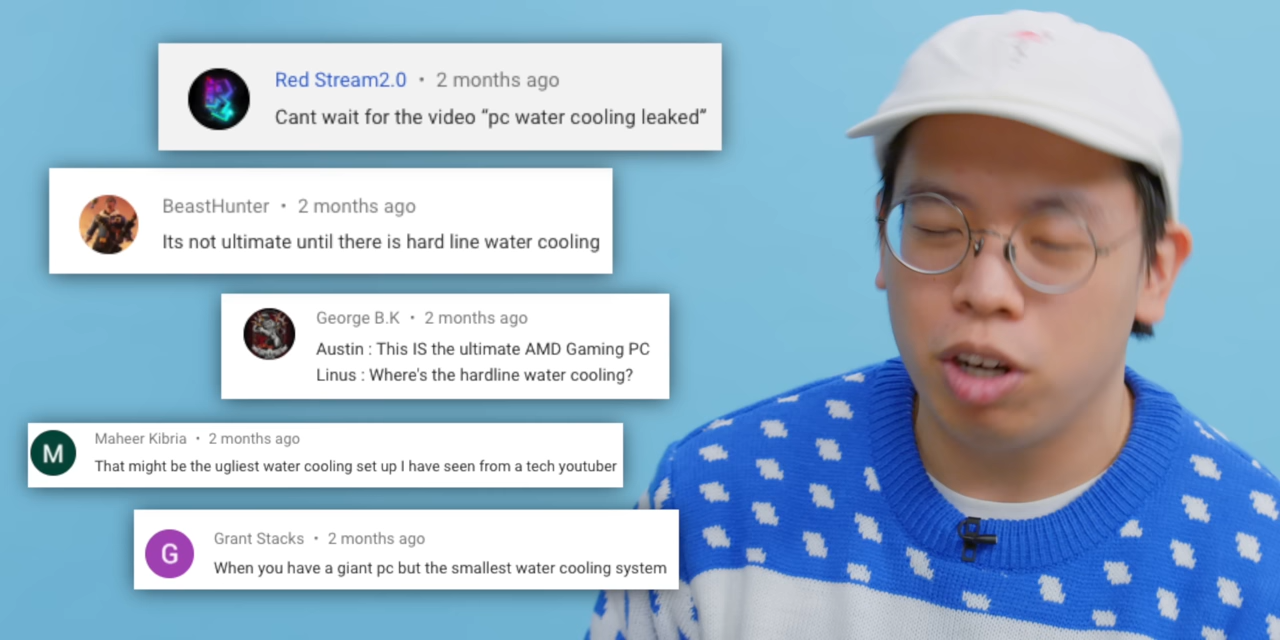 Red Stream2.0 • 2 months ago
Cant wait for the video “pc water cooling leaked”
BeastHunter • 2 months ago
Its not ultimate until there is hard line water cooling
George B.K • 2 months ago
Austin : This IS the ultimate AMD Gaming PC
Linus : Where's the hardline water cooling?
M
Maheer Kibria • 2 months ago
That might be the ugliest water cooling set up I have seen from a tech youtuber
G
Grant Stacks • 2 months ago
When you have a giant pc but the smallest water cooling system